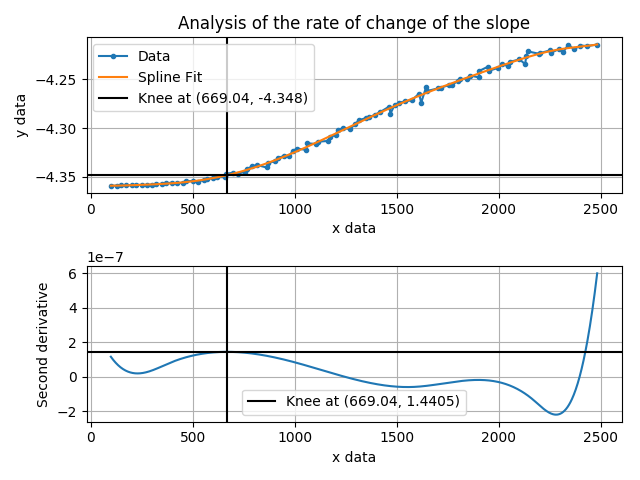 Analysis of the rate of change of the slope
Data
Spline Fit
Knee at (669.04, -4.348)
−4.25
−4.30
−4.35
y data
0 500 1000 1500 2000 2500
x data
1e−7
6
4
2
0
−2
Second derivative
Knee at (669.04, 1.4405)
0 500 1000 1500 2000 2500
x data